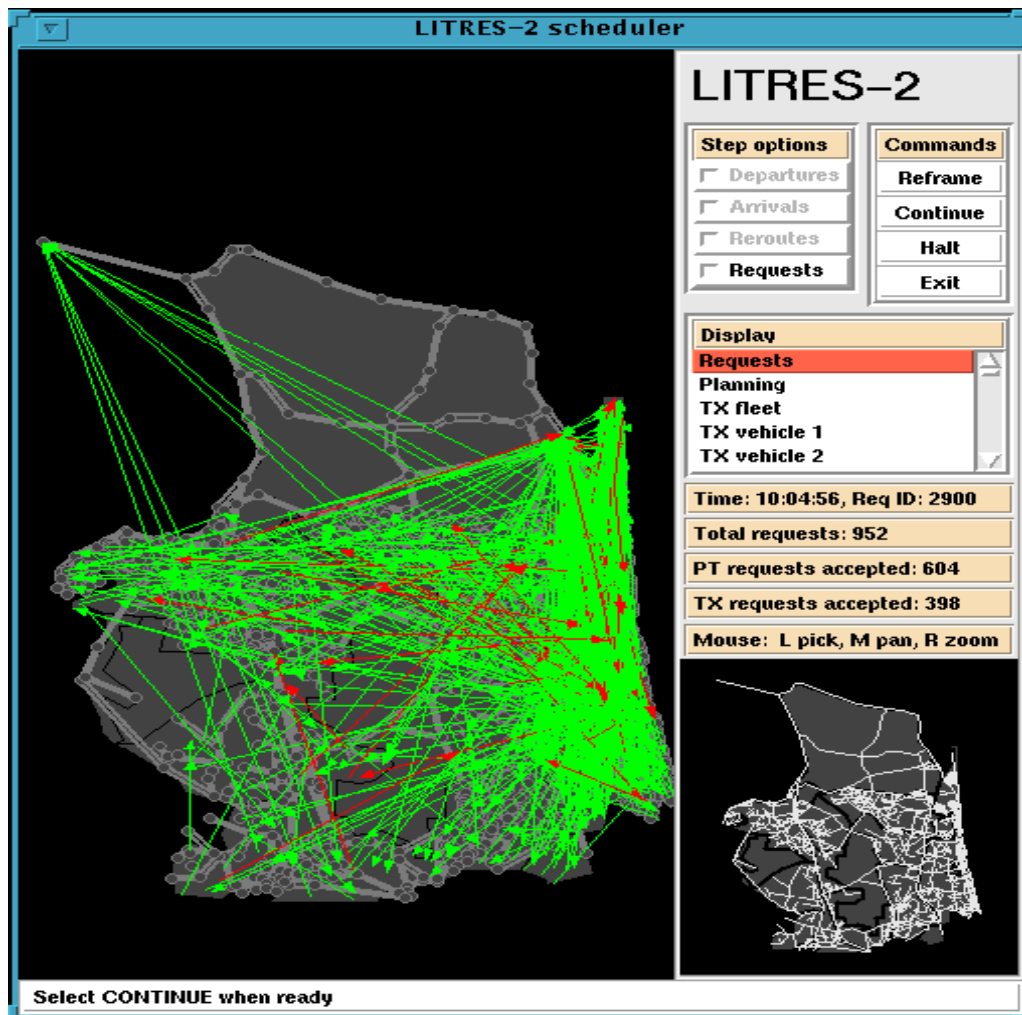 LITRES-2 scheduler
LITRES-2
Step options
Departures
Arrivals
Reroutes
Requests
Commands
Reframe
Continue
Halt
Exit
Display
Requests
Planning
TX fleet
TX vehicle 1
TX vehicle 2
Time: 10:04:56, Req ID: 2900
Total requests: 952
PT requests accepted: 604
TX requests accepted: 398
Mouse: L pick, M pan, R zoom
Select CONTINUE when ready